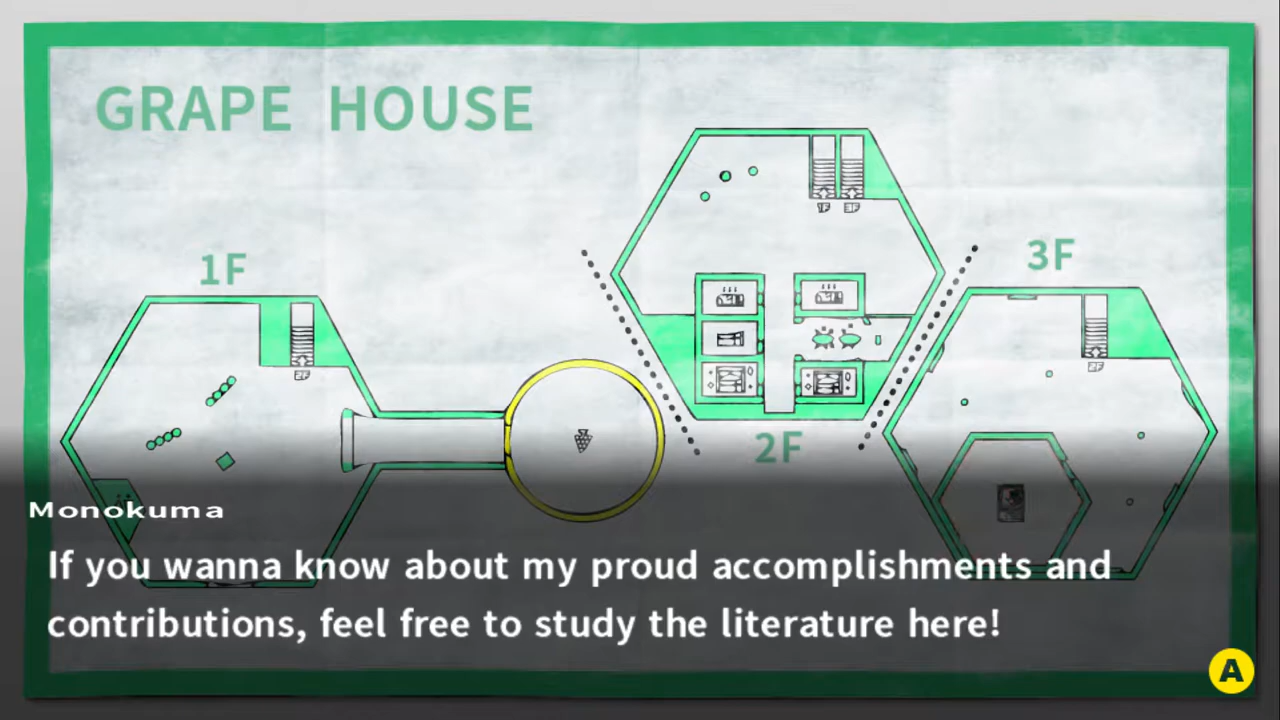 GRAPE HOUSE
1F
3F
1F 3F
2F
2F
2F
Monokuma
If you wanna know about my proud accomplishments and
contributions, feel free to study the literature here!
A